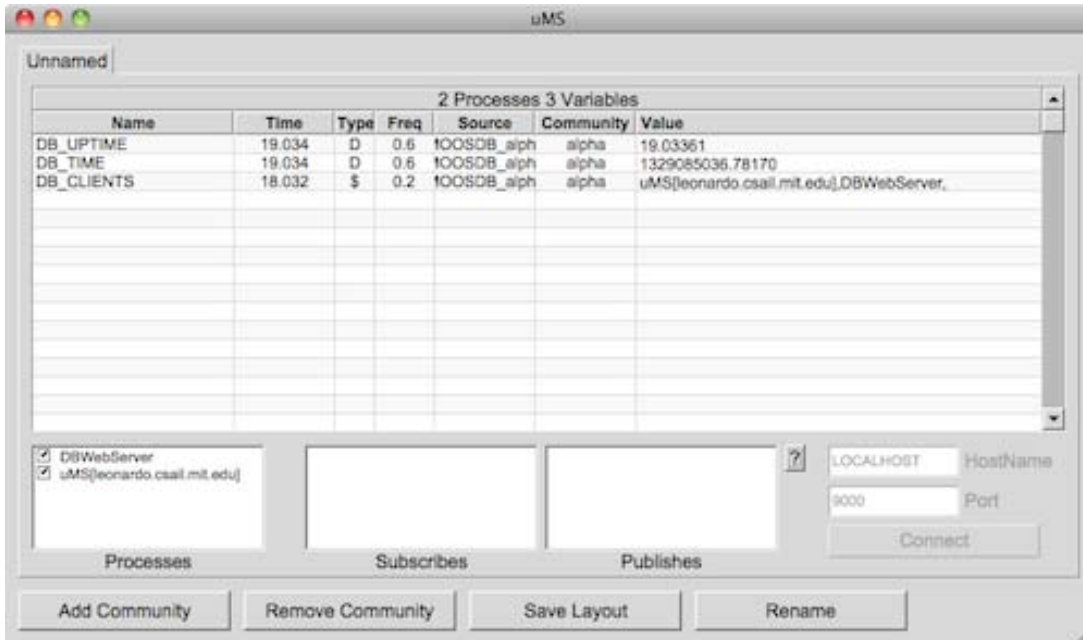 uMS
Unnamed
2 Processes 3 Variables
Name Time Type Freq Source Community Value
DB_UPTIME 19.034 D 0.6 !OOSDB_alph alpha 19.03361
DB_TIME 19.034 D 0.6 !OOSDB_alph alpha 1329085036.78170
DB_CLIENTS 18.032 $ 0.2 !OOSDB_alph alpha uMS[leonardo.csail.mit.edu],DBWebServer,
DBWebServer
uMS[leonardo.csail.mit.edu]
?
LOCALHOST HostName
9000 Port
Connect
Processes Subscribes Publishes
Add Community Remove Community Save Layout Rename